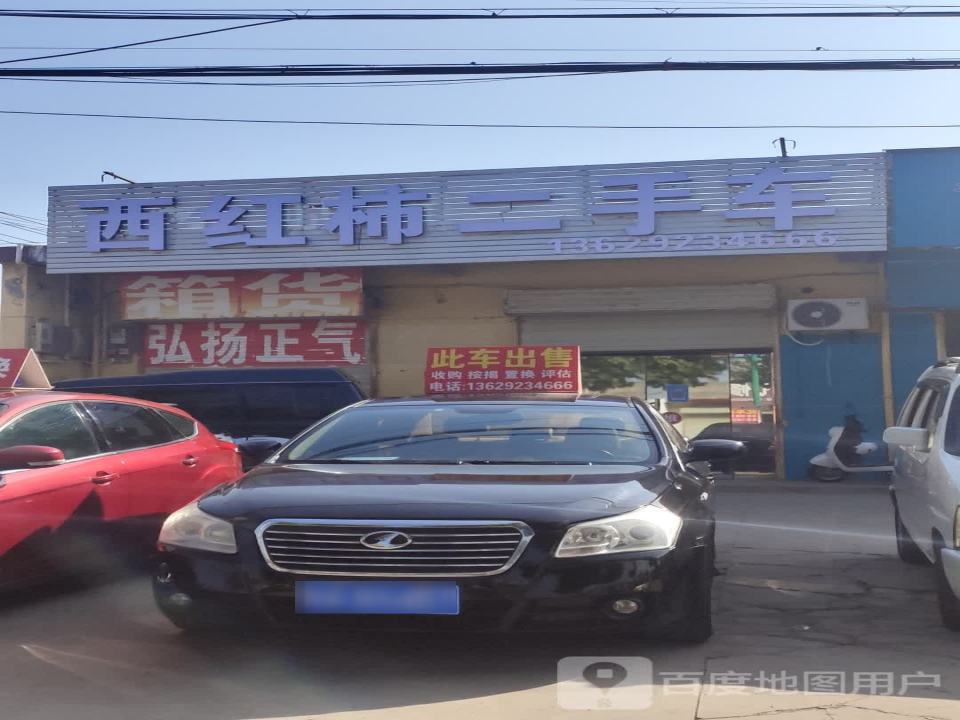 西红柿二手车
13629234666
箱货
弘扬正气
此车出售
收购 按揭 置换 评估
电话:13629234666
百度地图用户